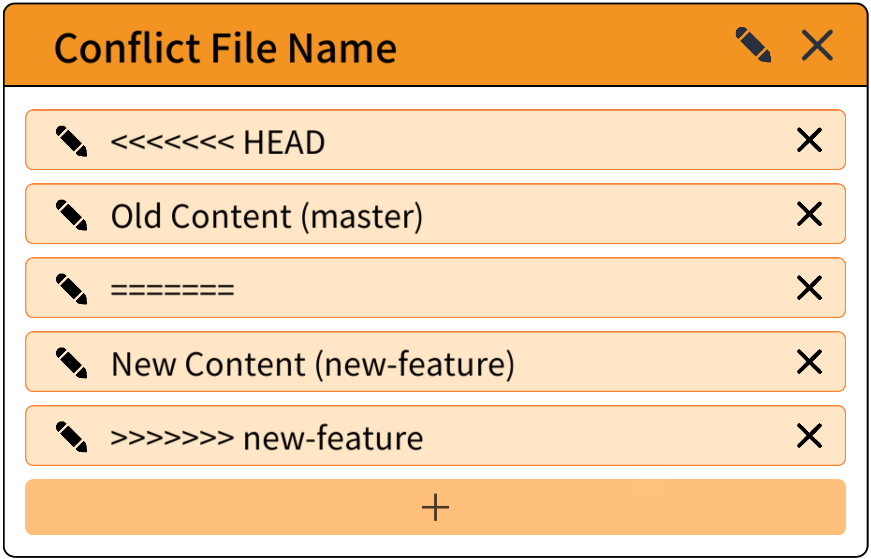 Conflict File Name
<<<<<<< HEAD
Old Content (master)
=======
New Content (new-feature)
>>>>>>> new-feature
+